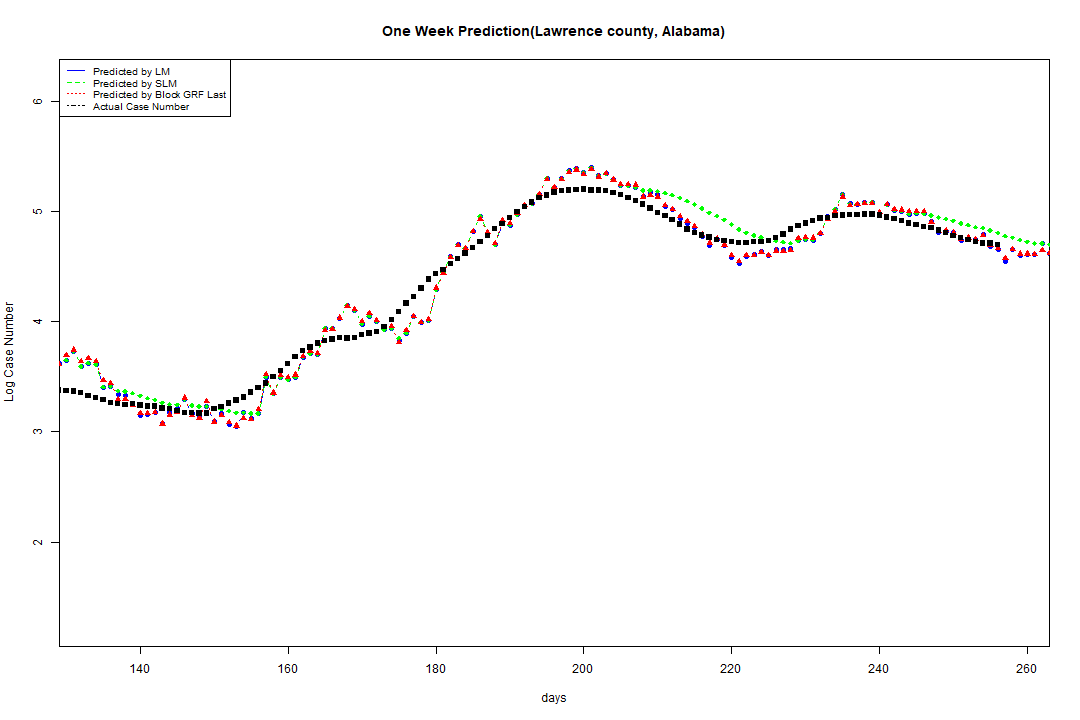 One Week Prediction(Lawrence county, Alabama)
Predicted by LM
Predicted by SLM
Predicted by Block GRF Last
Actual Case Number
6
5
4
3
2
Log Case Number
140 160 180 200 220 240 260
days